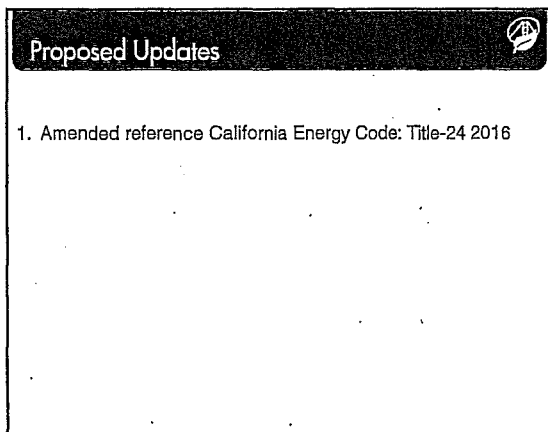 Proposed Updates
1. Amended reference California Energy Code: Title-24 2016